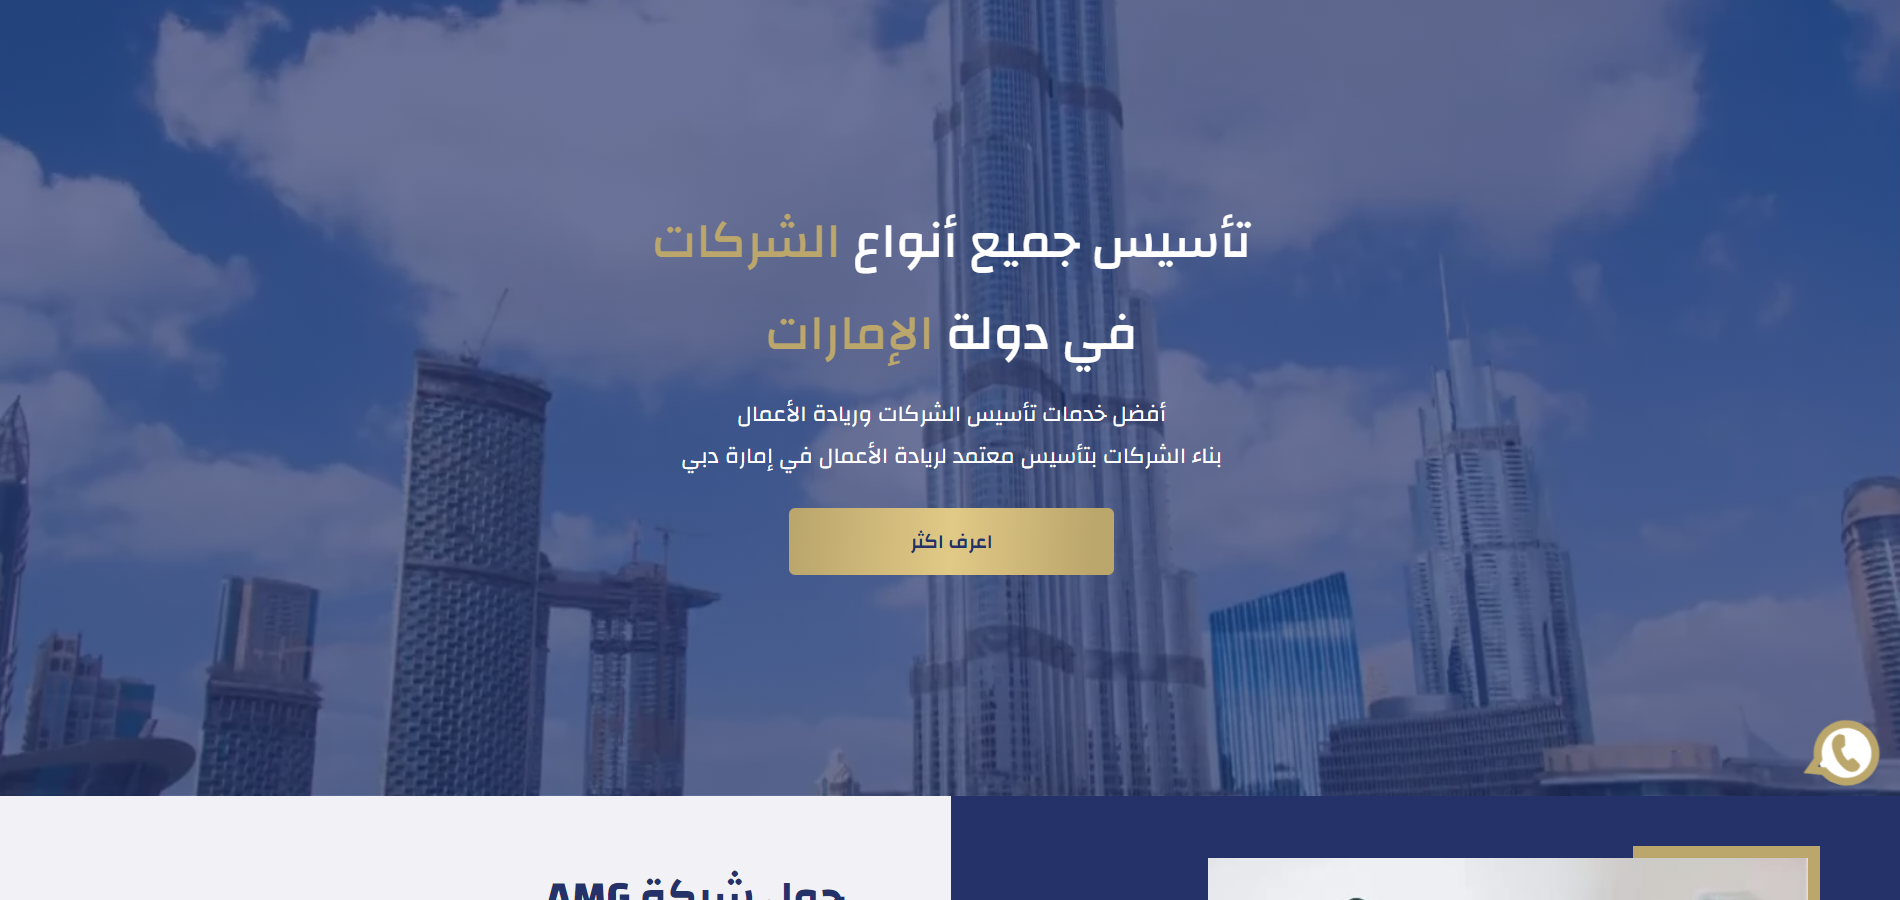 تأسيس جميع أنواع الشركات
في دولة الإمارات
أفضل خدمات تأسيس الشركات وريادة الأعمال
بناء الشركات بتأسيس معتمد لريادة الأعمال في إمارة دبي
اعرف اكثر
حول شركة AMG